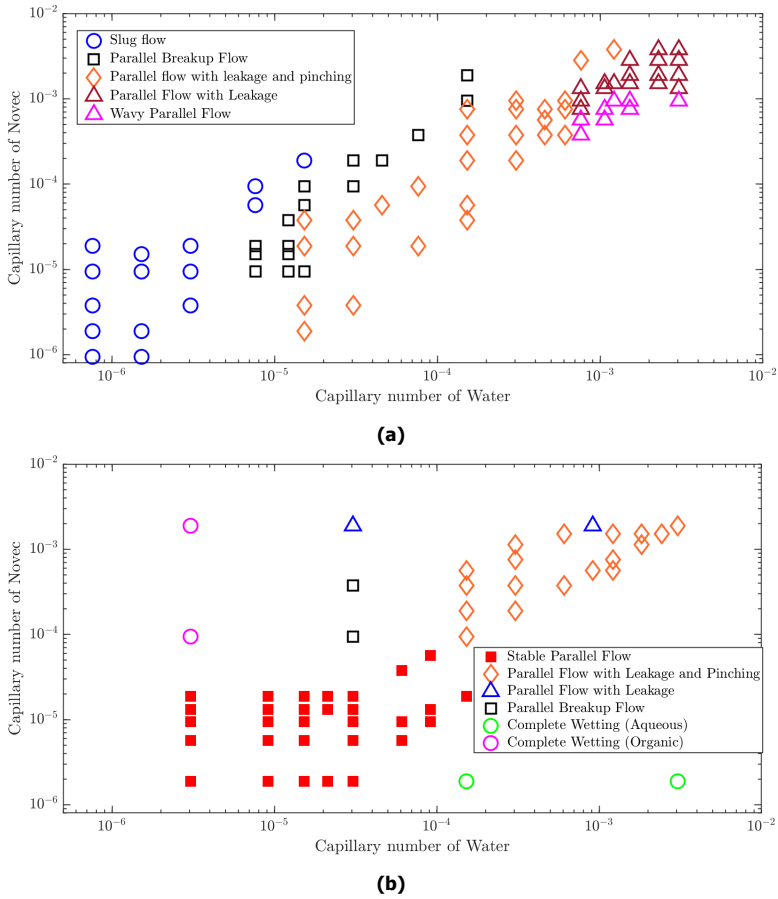 10^-2
Slug flow
Parallel Breakup Flow
Parallel flow with leakage and pinching
Parallel Flow with Leakage
Wavy Parallel Flow
10^-3
10^-4
10^-5
10^-6
Capillary number of Novec
10^-6 10^-5 10^-4 10^-3 10^-2
Capillary number of Water
(a)
10^-2
10^-3
10^-4
10^-5
10^-6
Capillary number of Novec
Stable Parallel Flow
Parallel Flow with Leakage and Pinching
Parallel Flow with Leakage
Parallel Breakup Flow
Complete Wetting (Aqueous)
Complete Wetting (Organic)
10^-6 10^-5 10^-4 10^-3 10^-2
Capillary number of Water
(b)